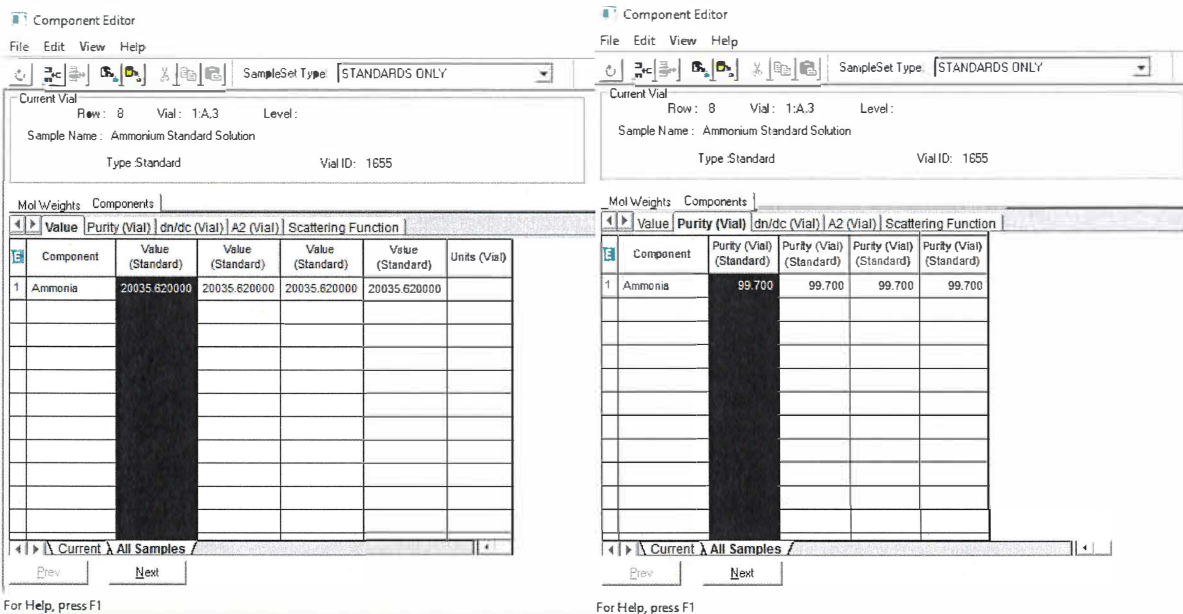 Component Editor
File Edit View Help
SampleSet Type: STANDARDS ONLY
Current Vial
Row: 8 Vial: 1:A,3 Level:
Sample Name: Ammonium Standard Solution
Type :Standard Vial ID: 1655
Mol Weights Components
Value Purity (Vial) dn/dc (Vial) A2 (Vial) Scattering Function
Component Value (Standard) Value (Standard) Value (Standard) Value (Standard) Units (Vial)
1 Ammonia 20035.620000 20035.620000 20035.620000 20035.620000
Current All Samples
Prev Next
For Help, press F1
Component Editor
File Edit View Help
SampleSet Type: STANDARDS ONLY
Current Vial
Row: 8 Vial: 1:A,3 Level:
Sample Name: Ammonium Standard Solution
Type :Standard Vial ID: 1655
Mol Weights Components
Value Purity (Vial) dn/dc (Vial) A2 (Vial) Scattering Function
Component Purity (Vial) (Standard) Purity (Vial) (Standard) Purity (Vial) (Standard) Purity (Vial) (Standard)
1 Ammonia 99.700 99.700 99.700 99.700
Current All Samples
Prev Next
For Help, press F1